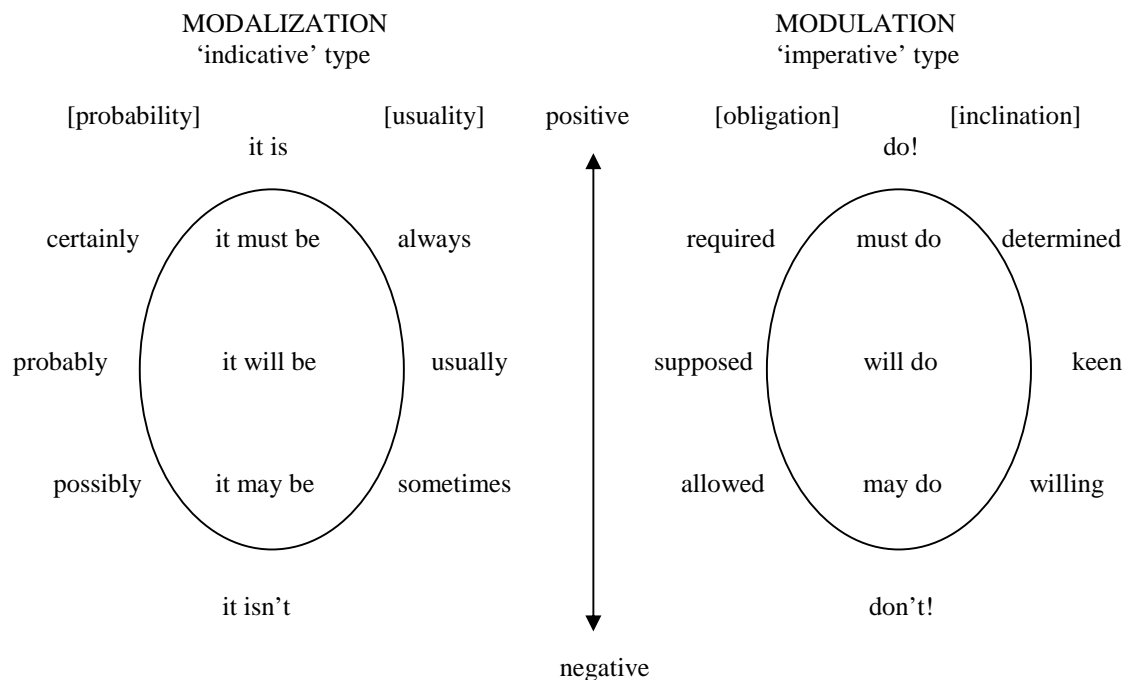 MODALIZATION MODULATION
‘indicative’ type ‘imperative’ type
[probability] [usuality] positive [obligation] [inclination]
it is do!
certainly it must be always required must do determined
probably it will be usually supposed will do keen
possibly it may be sometimes allowed may do willing
it isn’t don’t!
negative